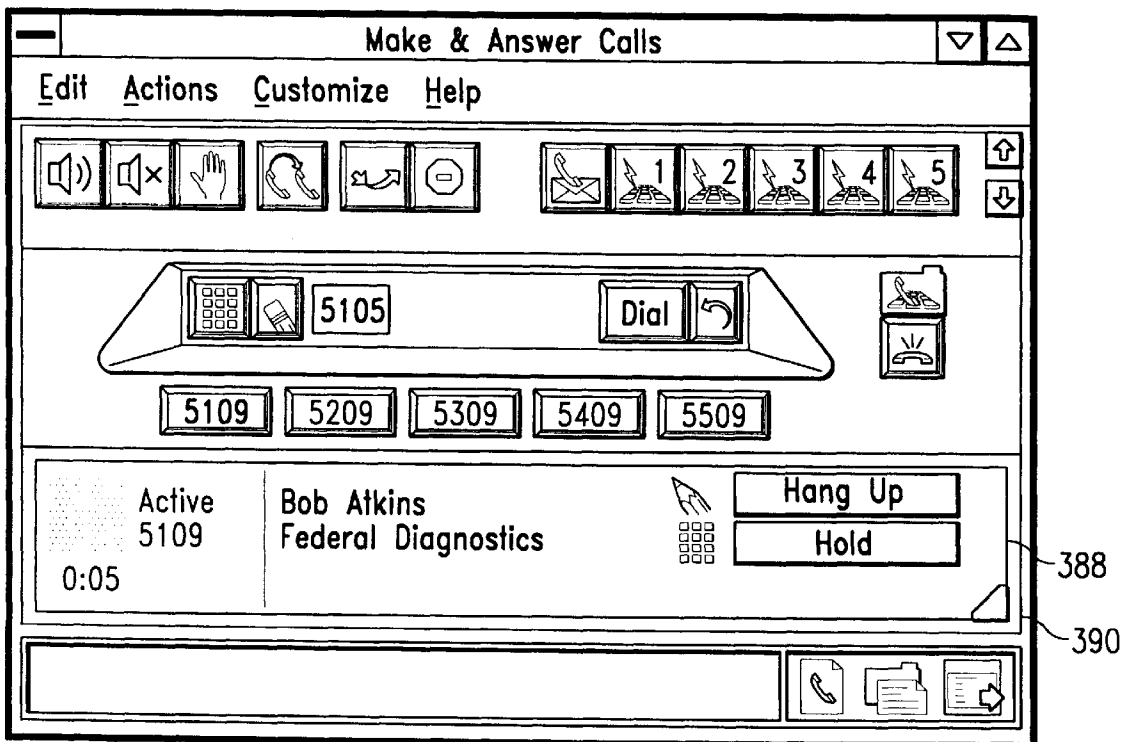 Make & Answer Calls
Edit Actions Customize Help
1 2 3 4 5
5105 Dial
5109 5209 5309 5409 5509
Active Bob Atkins Hang Up
5109 Federal Diagnostics Hold
0:05
388
390